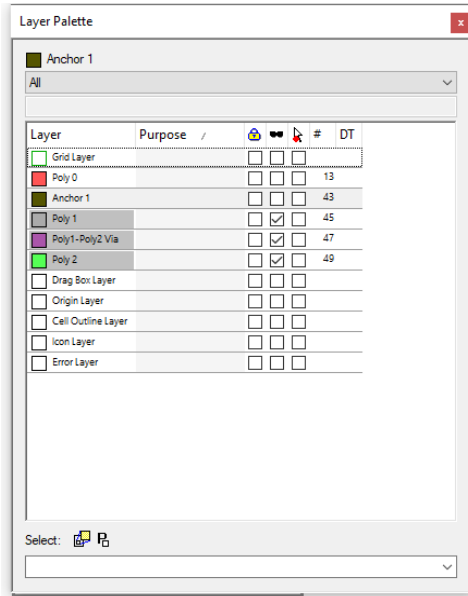 Layer Palette
x
Anchor 1
All
Layer Purpose / # DT
Grid Layer
Poly 0 13
Anchor 1 43
Poly 1 45
Poly1-Poly2 Via 47
Poly 2 49
Drag Box Layer
Origin Layer
Cell Outline Layer
Icon Layer
Error Layer
Select: